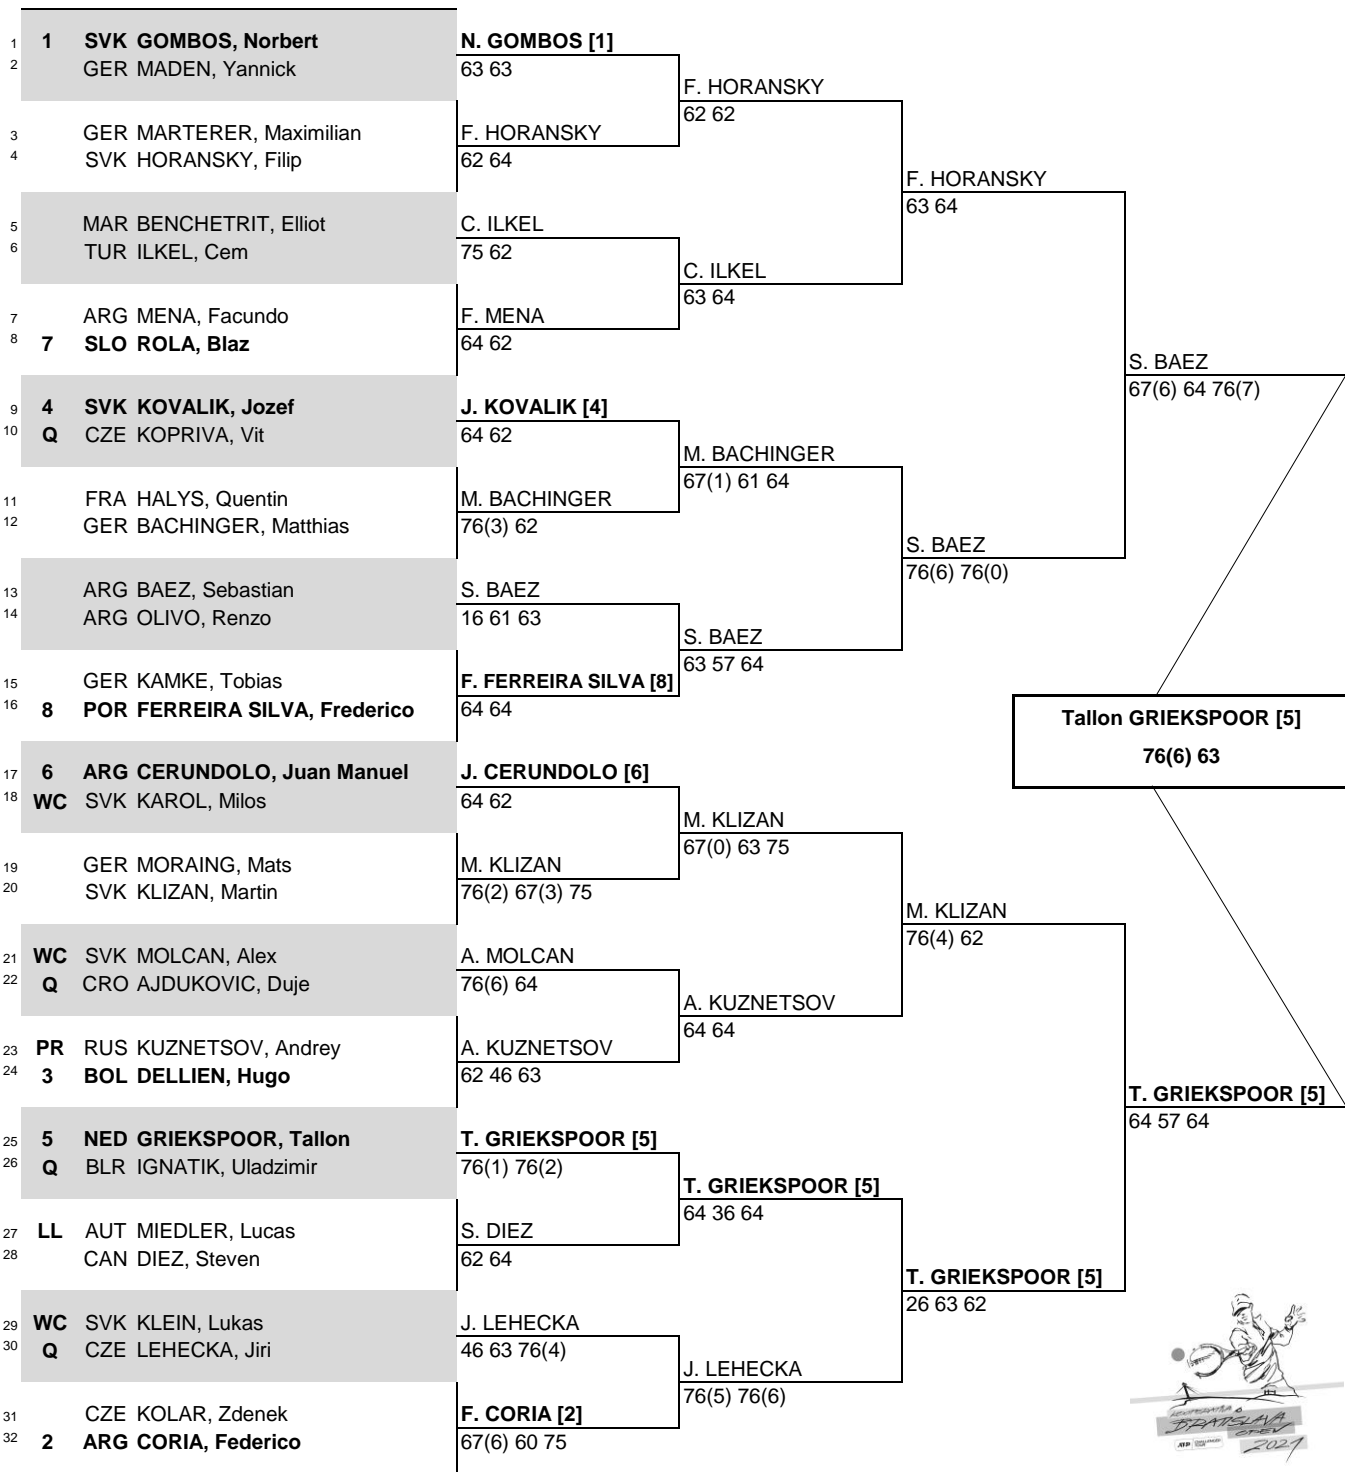 1 1 SVK GOMBOS, Norbert
2 GER MADEN, Yannick
3 GER MARTERER, Maximilian
4 SVK HORANSKY, Filip
5 MAR BENCHETRIT, Elliot
6 TUR ILKEL, Cem
7 ARG MENA, Facundo
8 7 SLO ROLA, Blaz
9 4 SVK KOVALIK, Jozef
10 Q CZE KOPRIVA, Vit
11 FRA HALYS, Quentin
12 GER BACHINGER, Matthias
13 ARG BAEZ, Sebastian
14 ARG OLIVO, Renzo
15 GER KAMKE, Tobias
16 8 POR FERREIRA SILVA, Frederico
17 6 ARG CERUNDOLO, Juan Manuel
18 WC SVK KAROL, Milos
19 GER MORAING, Mats
20 SVK KLIZAN, Martin
21 WC SVK MOLCAN, Alex
22 Q CRO AJDUKOVIC, Duje
23 PR RUS KUZNETSOV, Andrey
24 3 BOL DELLIEN, Hugo
25 5 NED GRIEKSPOOR, Tallon
26 Q BLR IGNATIK, Uladzimir
27 LL AUT MIEDLER, Lucas
28 CAN DIEZ, Steven
29 WC SVK KLEIN, Lukas
30 Q CZE LEHECKA, Jiri
31 CZE KOLAR, Zdenek
32 2 ARG CORIA, Federico
N. GOMBOS [1]
63 63
F. HORANSKY
62 64
C. ILKEL
75 62
F. MENA
64 62
J. KOVALIK [4]
64 62
M. BACHINGER
76(3) 62
S. BAEZ
16 61 63
F. FERREIRA SILVA [8]
64 64
J. CERUNDOLO [6]
64 62
M. KLIZAN
76(2) 67(3) 75
A. MOLCAN
76(6) 64
A. KUZNETSOV
62 46 63
T. GRIEKSPOOR [5]
76(1) 76(2)
S. DIEZ
62 64
J. LEHECKA
46 63 76(4)
F. CORIA [2]
67(6) 60 75
F. HORANSKY
62 62
C. ILKEL
63 64
M. BACHINGER
67(1) 61 64
S. BAEZ
63 57 64
M. KLIZAN
67(0) 63 75
A. KUZNETSOV
64 64
T. GRIEKSPOOR [5]
64 36 64
J. LEHECKA
76(5) 76(6)
F. HORANSKY
63 64
S. BAEZ
76(6) 76(0)
M. KLIZAN
76(4) 62
T. GRIEKSPOOR [5]
26 63 62
S. BAEZ
67(6) 64 76(7)
T. GRIEKSPOOR [5]
64 57 64
Tallon GRIEKSPOOR [5]
76(6) 63
BRATISLAVA
OPEN
ATP CHALLENGER TOUR
2021